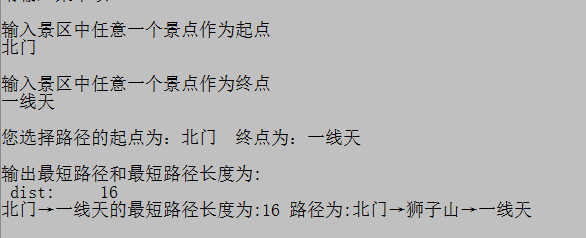 输入景区中任意一个景点作为起点
北门
输入景区中任意一个景点作为终点
一线天
您选择路径的起点为：北门  终点为：一线天
输出最短路径和最短路径长度为:
dist:    16
北门→一线天的最短路径长度为:16 路径为:北门→狮子山→一线天